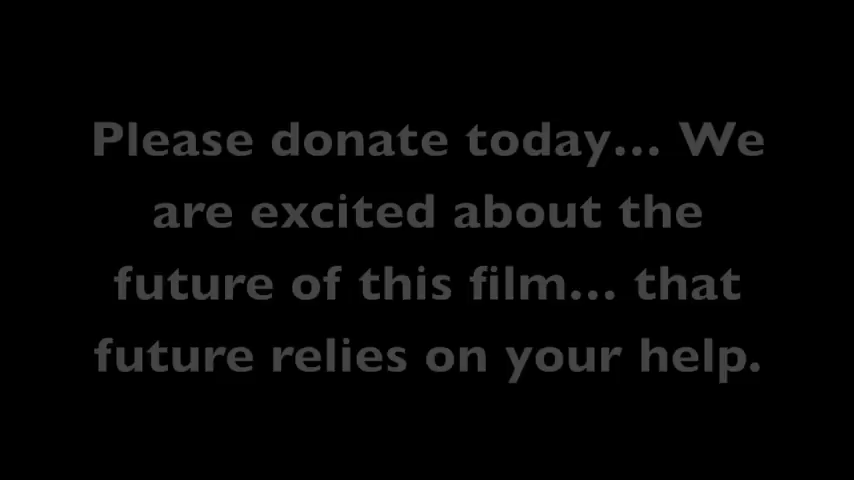 Please donate today... We
are excited about the
future of this film... that
future relies on your help.